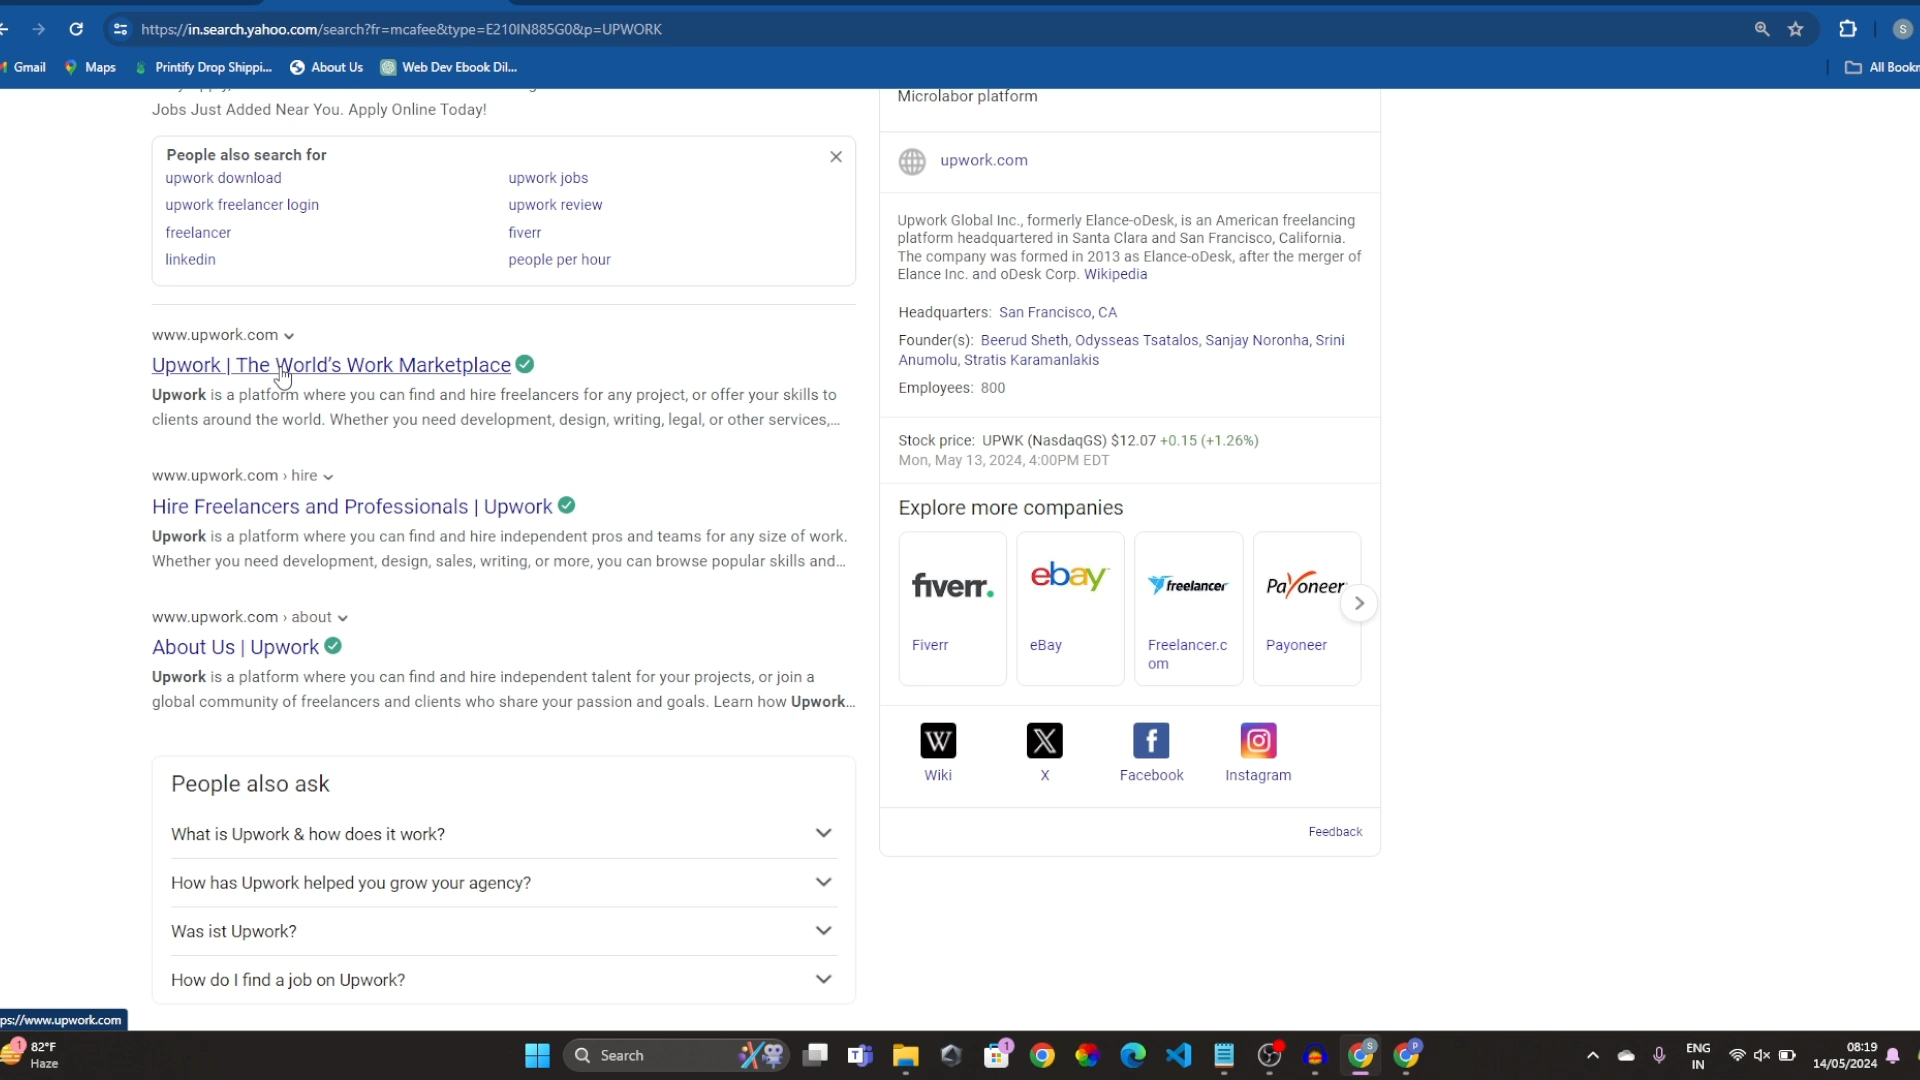 https://in.search.yahoo.com/search?fr=mcafee&type=E210IN885G0&p=UPWORK
S
Gmail
Maps
Printify Drop Shippi...
About Us
Web Dev Ebook Dil...
All Bookm
Jobs Just Added Near You. Apply Online Today!
People also search for
upwork download
upwork jobs
upwork freelancer login
upwork review
freelancer
fiverr
linkedin
people per hour
www.upwork.com
Upwork | The World’s Work Marketplace
Upwork is a platform where you can find and hire freelancers for any project, or offer your skills to
clients around the world. Whether you need development, design, writing, legal, or other services,...
www.upwork.com › hire
Hire Freelancers and Professionals | Upwork
Upwork is a platform where you can find and hire independent pros and teams for any size of work.
Whether you need development, design, sales, writing, or more, you can browse popular skills and...
www.upwork.com › about
About Us | Upwork
Upwork is a platform where you can find and hire independent talent for your projects, or join a
global community of freelancers and clients who share your passion and goals. Learn how Upwork...
People also ask
What is Upwork & how does it work?
How has Upwork helped you grow your agency?
Was ist Upwork?
How do I find a job on Upwork?
Microlabor platform
upwork.com
Upwork Global Inc., formerly Elance-oDesk, is an American freelancing
platform headquartered in Santa Clara and San Francisco, California.
The company was formed in 2013 as Elance-oDesk, after the merger of
Elance Inc. and oDesk Corp. Wikipedia
Headquarters: San Francisco, CA
Founder(s): Beerud Sheth, Odysseas Tsatalos, Sanjay Noronha, Srini
Anumolu, Stratis Karamanlakis
Employees: 800
Stock price: UPWK (NasdaqGS) $12.07 +0.15 (+1.26%)
Mon, May 13, 2024, 4:00PM EDT
Explore more companies
fiverr.
ebay
freelancer
Payoneer
Fiverr
eBay
Freelancer.c
om
Payoneer
W
X
f
Wiki
X
Facebook
Instagram
Feedback
ps://www.upwork.com
1
82°F
Haze
Search
1
S
P
ENG
IN
08:19
14/05/2024